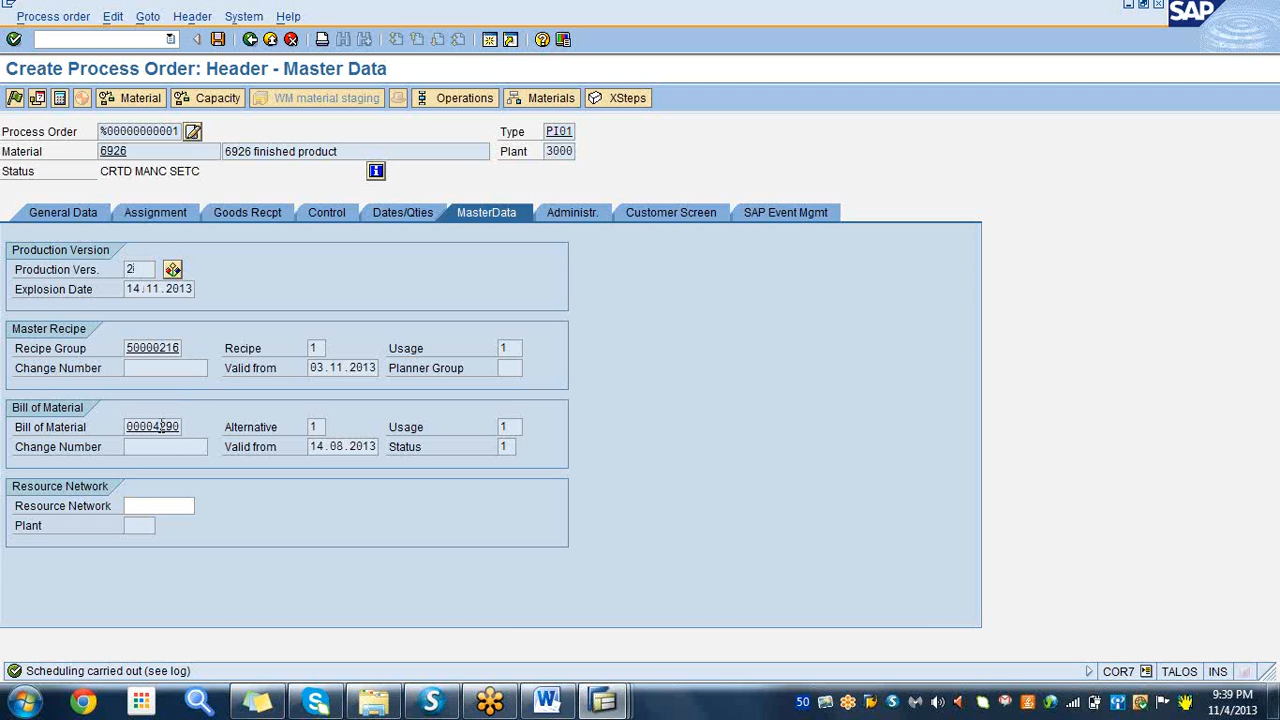 Process order Edit Goto Header System Help
SAP
Create Process Order: Header - Master Data
Material Capacity WM material staging Operations Materials XSteps
Process Order %00000000001 Type PI01
Material 6926 6926 finished product Plant 3000
Status CRTD MANC SETC
General Data Assignment Goods Recpt Control Dates/Qties MasterData Administr. Customer Screen SAP Event Mgmt
Production Version
Production Vers. 2
Explosion Date 14.11.2013
Master Recipe
Recipe Group 50000216 Recipe 1 Usage 1
Change Number Valid from 03.11.2013 Planner Group
Bill of Material
Bill of Material 00004290 Alternative 1 Usage 1
Change Number Valid from 14.08.2013 Status 1
Resource Network
Resource Network
Plant
Scheduling carried out (see log) COR7 TALOS INS
50 9:39 PM
11/4/2013